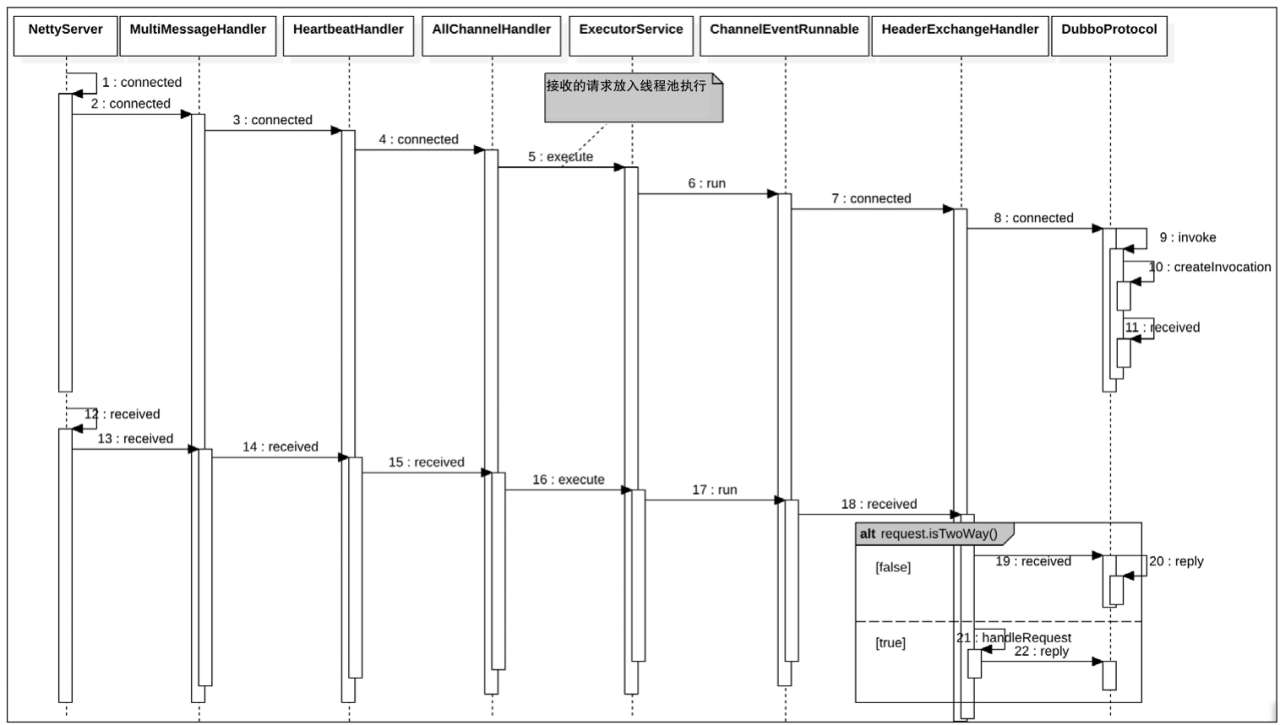 NettyServer
MultiMessageHandler
HeartbeatHandler
AllChannelHandler
ExecutorService
ChannelEventRunnable
HeaderExchangeHandler
DubboProtocol
接收的请求放入线程池执行
1 : connected
2 : connected
3 : connected
4 : connected
5 : execute
6 : run
7 : connected
8 : connected
9 : invoke
10 : createInvocation
11 : received
12 : received
13 : received
14 : received
15 : received
16 : execute
17 : run
18 : received
alt request.isTwoWay()
[false]
19 : received
20 : reply
[true]
21 : handleRequest
22 : reply